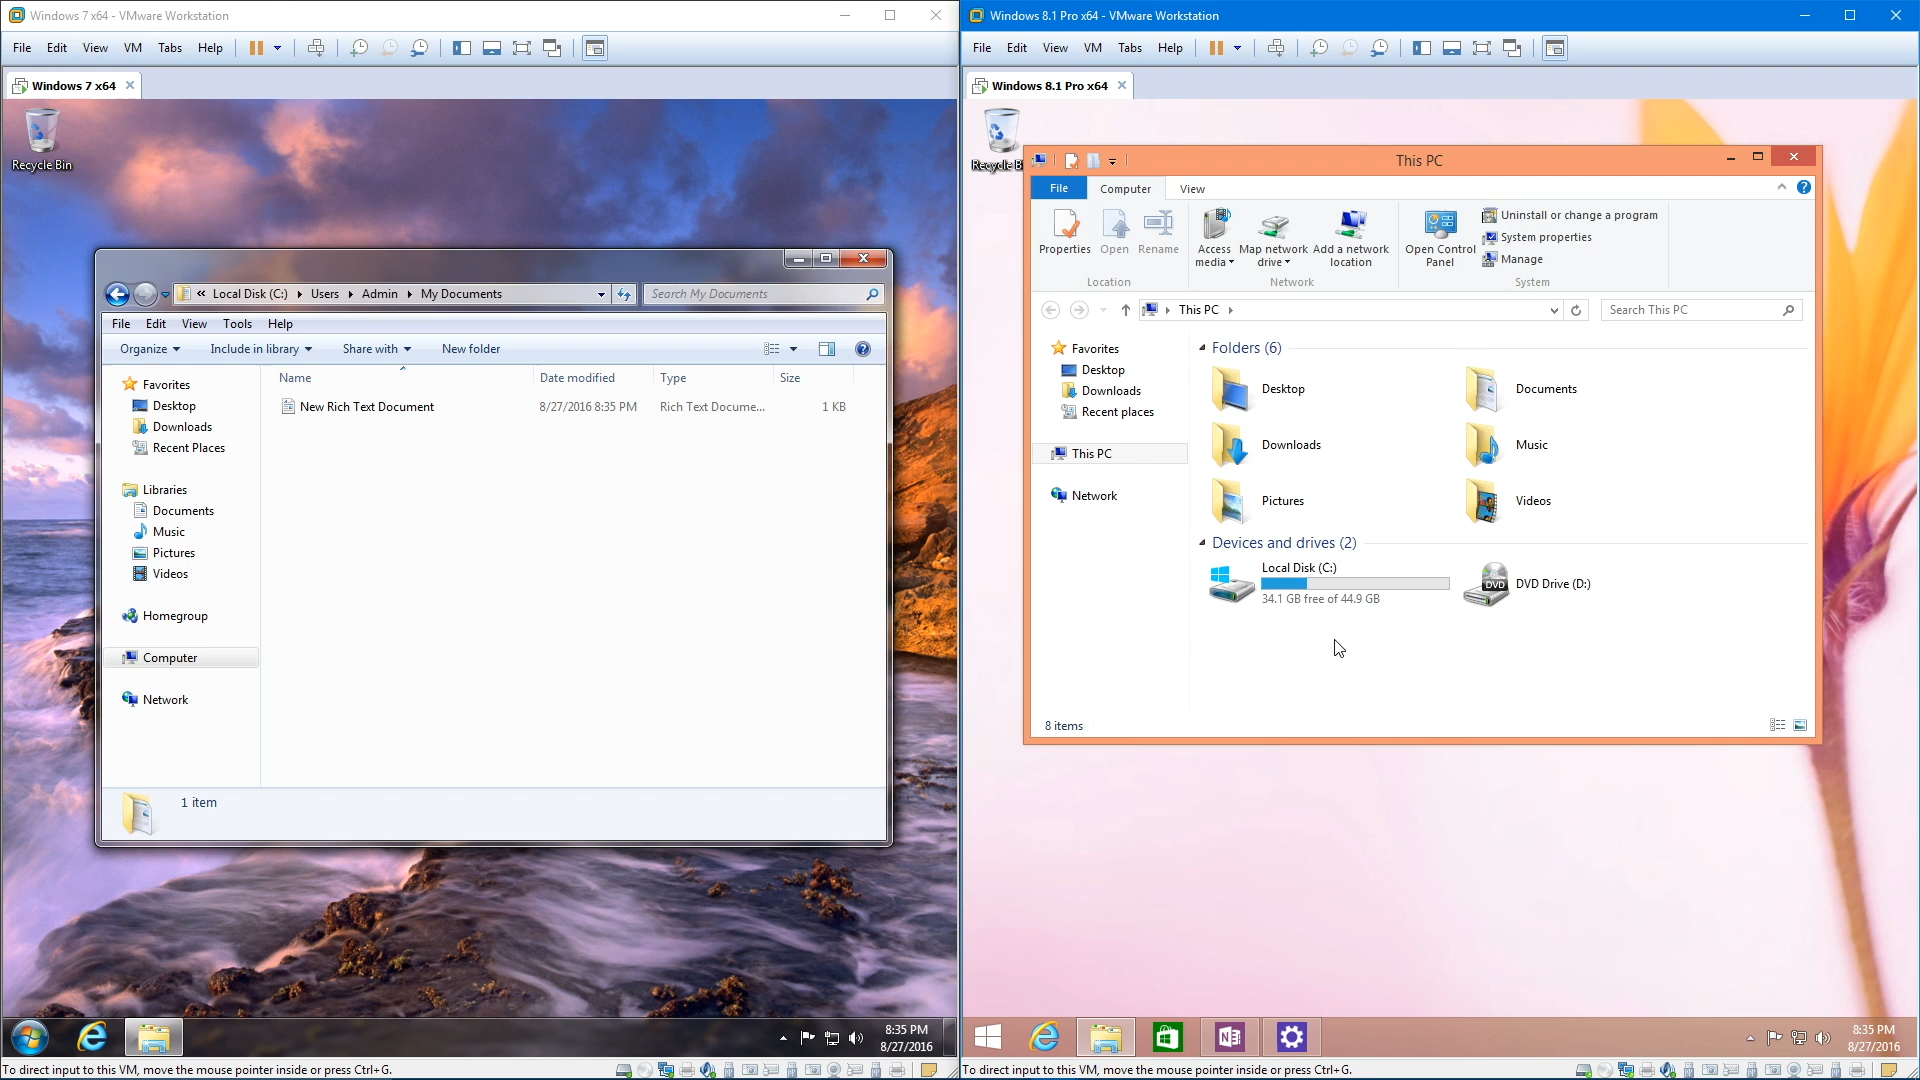 Windows 7 x64 - VMware Workstation
File Edit View VM Tabs Help
Windows 7 x64
Recycle Bin
« Local Disk (C:) Users Admin My Documents
Search My Documents
File Edit View Tools Help
Organize Include in library Share with New folder
Name Date modified Type Size
New Rich Text Document 8/27/2016 8:35 PM Rich Text Docume... 1 KB
Favorites
Desktop
Downloads
Recent Places
Libraries
Documents
Music
Pictures
Videos
Homegroup
Computer
Network
1 item
8:35 PM
8/27/2016
To direct input to this VM, move the mouse pointer inside or press Ctrl+G.
Windows 8.1 Pro x64 - VMware Workstation
File Edit View VM Tabs Help
Windows 8.1 Pro x64
Recycle B
This PC
File Computer View
Properties
Open
Rename
Location
Access media
Map network drive
Add a network location
Network
Open Control Panel
Uninstall or change a program
System properties
Manage
System
This PC
Search This PC
Favorites
Desktop
Downloads
Recent places
This PC
Network
Folders (6)
Desktop
Documents
Downloads
Music
Pictures
Videos
Devices and drives (2)
Local Disk (C:)
34.1 GB free of 44.9 GB
DVD
DVD Drive (D:)
8 items
N
8:35 PM
8/27/2016
To direct input to this VM, move the mouse pointer inside or press Ctrl+G.